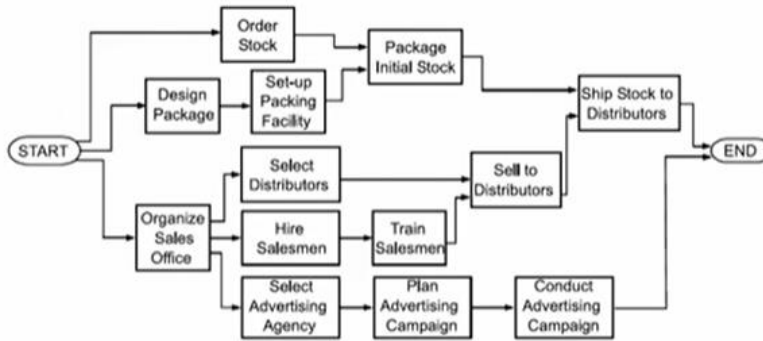 Order
Stock
Package
Initial Stock
Design
Package
Set-up
Packing
Facility
Ship Stock to
Distributors
START
END
Select
Distributors
Sell to
Distributors
Organize
Sales
Office
Hire
Salesmen
Train
Salesmen
Select
Advertising
Agency
Plan
Advertising
Campaign
Conduct
Advertising
Campaign